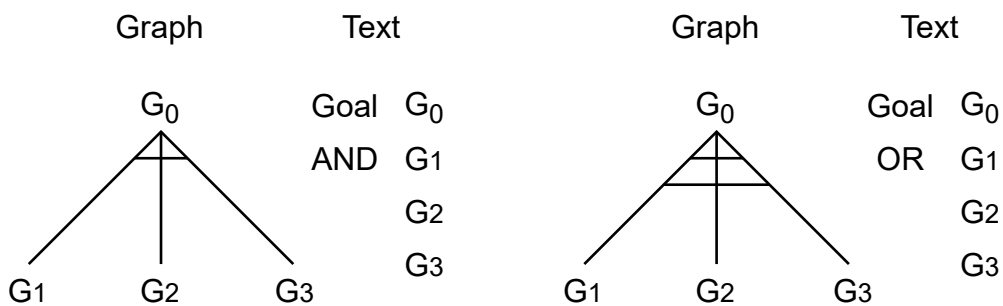 Graph Text Graph Text
G0 Goal G0 G0 Goal G0
AND G1 OR G1
G2 G2
G3 G3
G1 G2 G3 G1 G2 G3